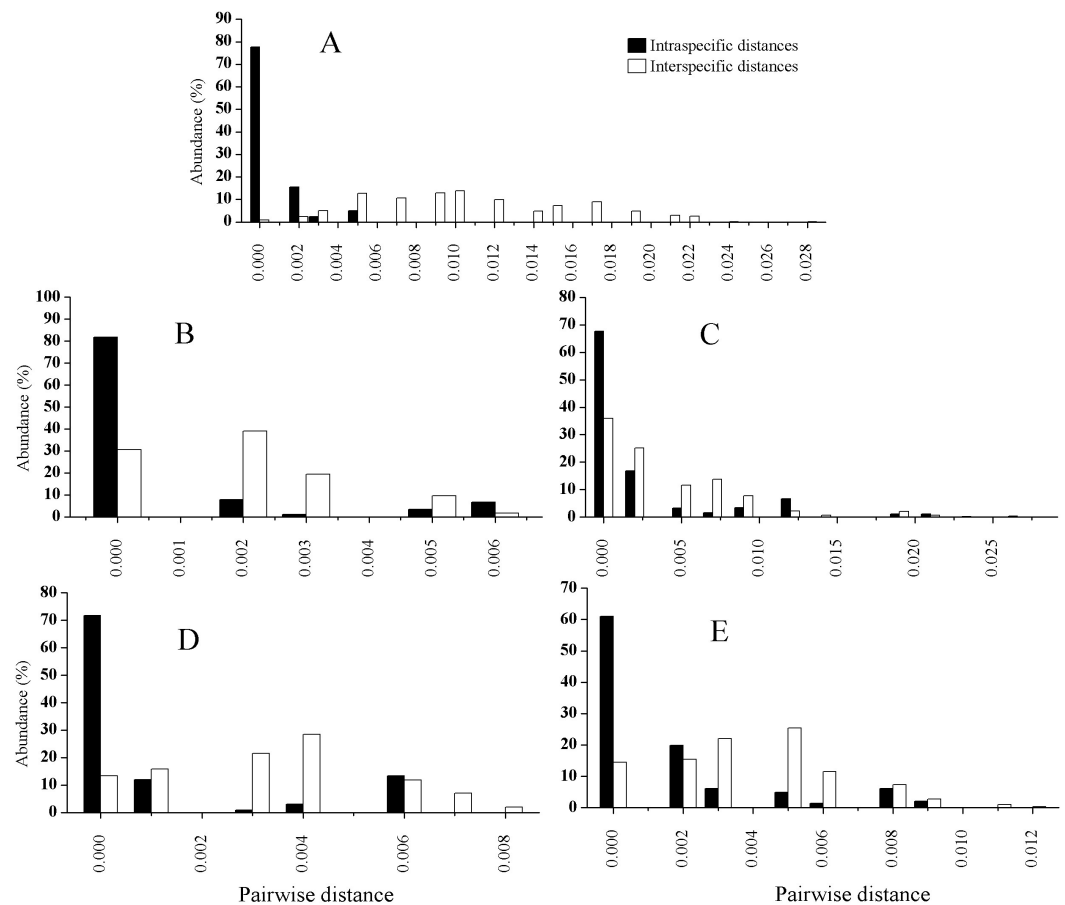 A
Intraspecific distances
Interspecific distances
Abundance (%)
90
80
70
60
50
40
30
20
10
0
0.000 0.002 0.004 0.006 0.008 0.010 0.012 0.014 0.016 0.018 0.020 0.022 0.024 0.026 0.028
B
Abundance (%)
100
90
80
70
60
50
40
30
20
10
0
0.000 0.001 0.002 0.003 0.004 0.005 0.006
C
80
70
60
50
40
30
20
10
0
0.000 0.005 0.010 0.015 0.020 0.025
D
Abundance (%)
80
70
60
50
40
30
20
10
0
0.000 0.002 0.004 0.006 0.008
Pairwise distance
E
70
60
50
40
30
20
10
0
0.000 0.002 0.004 0.006 0.008 0.010 0.012
Pairwise distance